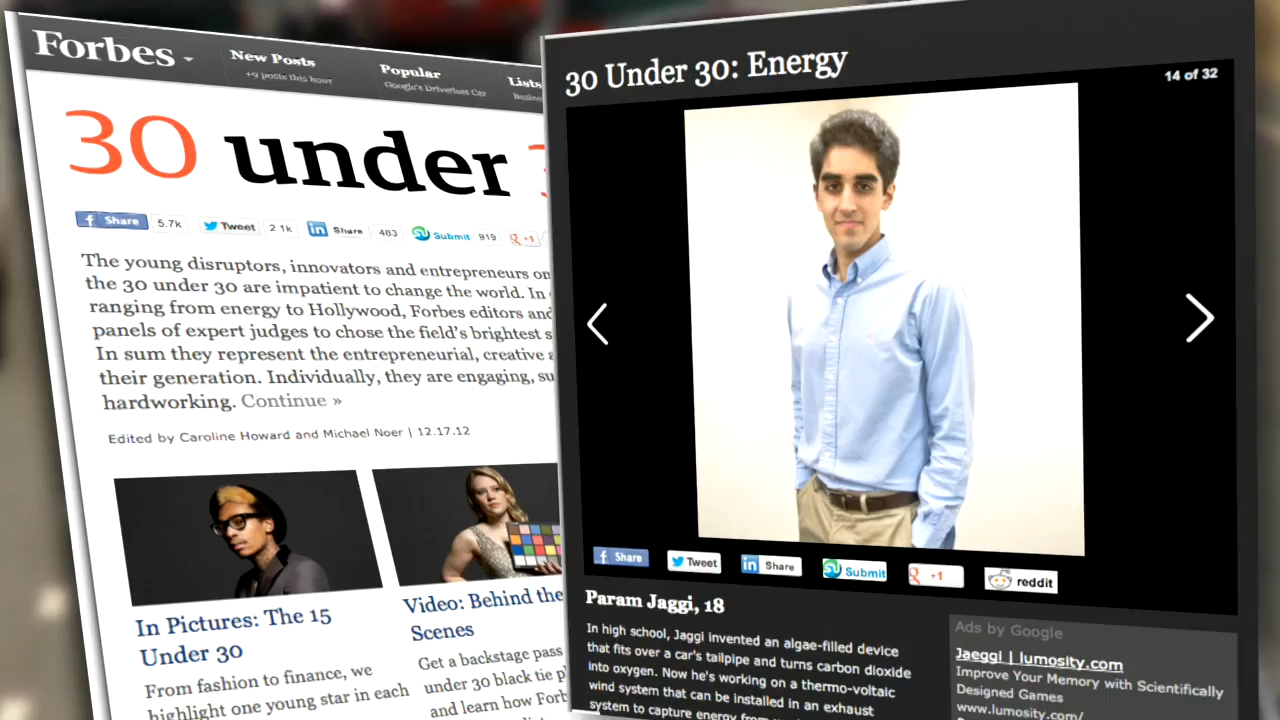 Forbes
New Posts
+9 posts this hour
Popular
Google's Driverless Car
Lists
30 under
Share 5.7k Tweet 2.1k Share 483 Submit 919 +1
The young disruptors, innovators and entrepreneurs on
the 30 under 30 are impatient to change the world. In
ranging from energy to Hollywood, Forbes editors and
panels of expert judges to chose the field's brightest s
In sum they represent the entrepreneurial, creative a
their generation. Individually, they are engaging, su
hardworking. Continue »
Edited by Caroline Howard and Michael Noer | 12.17.12
In Pictures: The 15
Under 30
From fashion to finance, we
highlight one young star in each
Video: Behind the
Scenes
Get a backstage pass
under 30 black tie p
and learn how Forb
30 Under 30: Energy
14 of 32
Share Tweet Share Submit +1 reddit
Param Jaggi, 18
In high school, Jaggi invented an algae-filled device
that fits over a car's tailpipe and turns carbon dioxide
into oxygen. Now he's working on a thermo-voltaic
wind system that can be installed in an exhaust
system to capture energy from
Ads by Google
Jaeggi | lumosity.com
Improve Your Memory with Scientifically
Designed Games
www.lumosity.com/